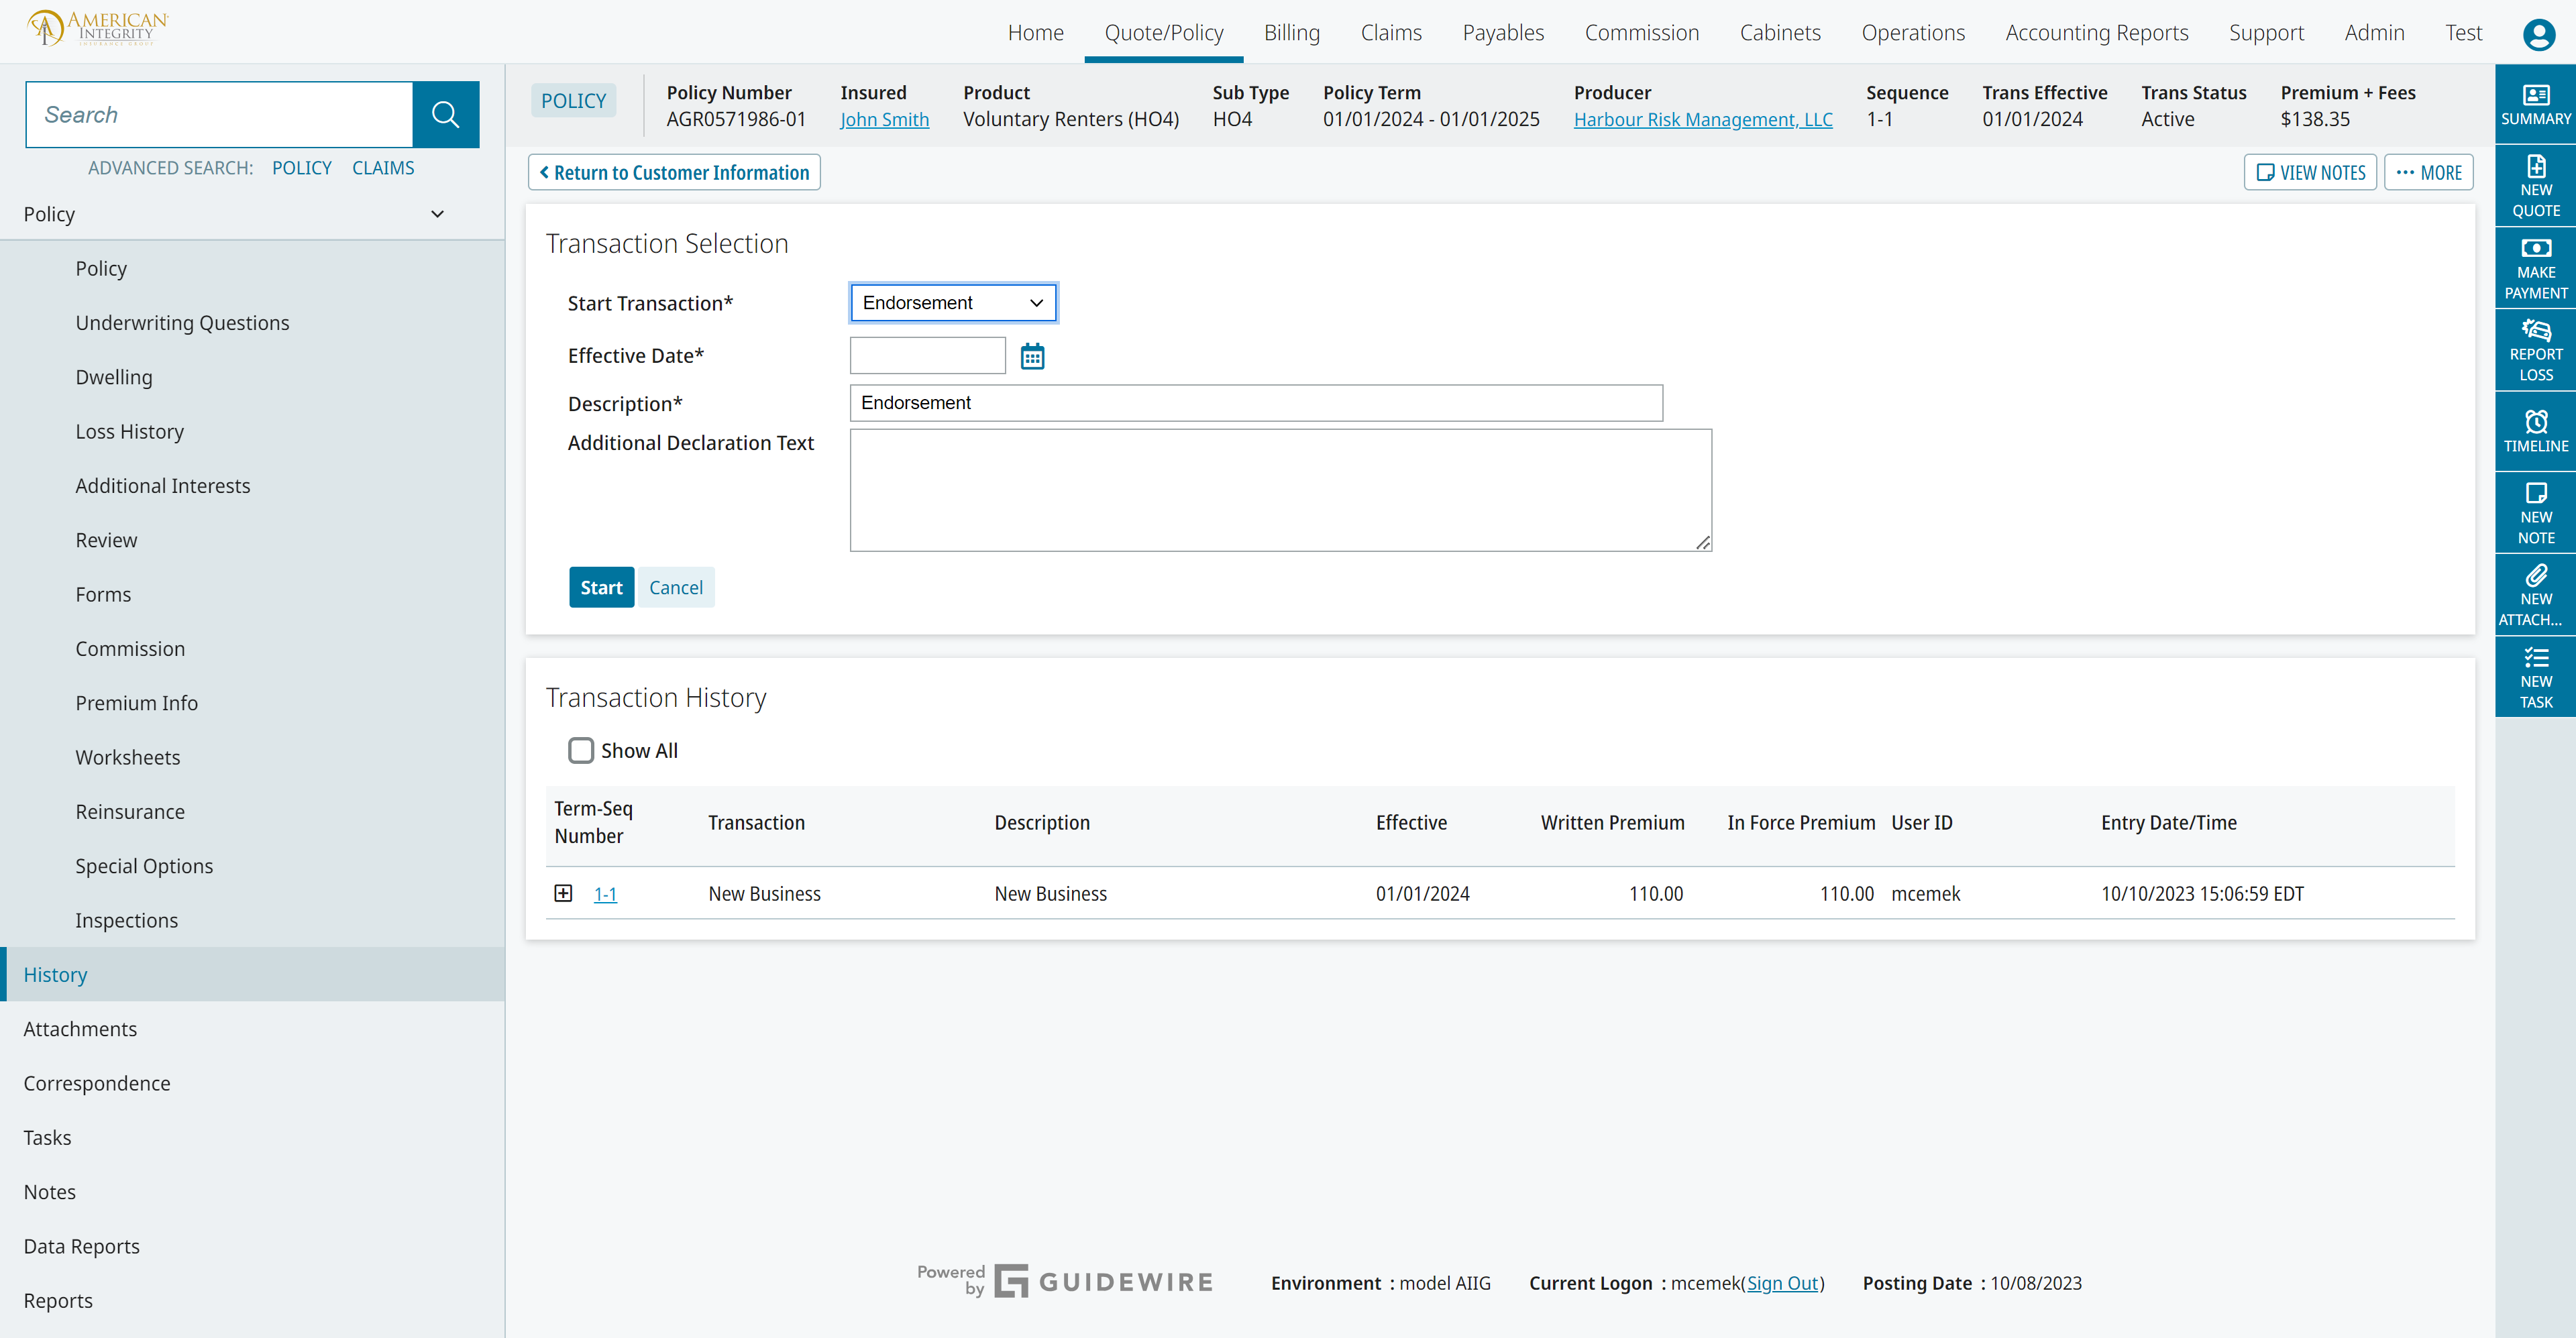 AMERICAN
INTEGRITY
INSURANCE GROUP
Home Quote/Policy Billing Claims Payables Commission Cabinets Operations Accounting Reports Support Admin Test
Search
ADVANCED SEARCH: POLICY CLAIMS
Policy
Policy
Underwriting Questions
Dwelling
Loss History
Additional Interests
Review
Forms
Commission
Premium Info
Worksheets
Reinsurance
Special Options
Inspections
History
Attachments
Correspondence
Tasks
Notes
Data Reports
Reports
POLICY
Policy Number Insured Product Sub Type Policy Term Producer Sequence Trans Effective Trans Status Premium + Fees
AGR0571986-01 John Smith Voluntary Renters (HO4) HO4 01/01/2024 - 01/01/2025 Harbour Risk Management, LLC 1-1 01/01/2024 Active $138.35
Return to Customer Information
VIEW NOTES
MORE
Transaction Selection
Start Transaction* Endorsement
Effective Date*
Description* Endorsement
Additional Declaration Text
Start Cancel
Transaction History
Show All
Term-Seq Number Transaction Description Effective Written Premium In Force Premium User ID Entry Date/Time
1-1 New Business New Business 01/01/2024 110.00 110.00 mcemek 10/10/2023 15:06:59 EDT
SUMMARY
NEW
QUOTE
MAKE
PAYMENT
REPORT
LOSS
TIMELINE
NEW
NOTE
NEW
ATTACH...
NEW
TASK
Powered
by GUIDEWIRE
Environment : model AIIG Current Logon : mcemek(Sign Out) Posting Date : 10/08/2023